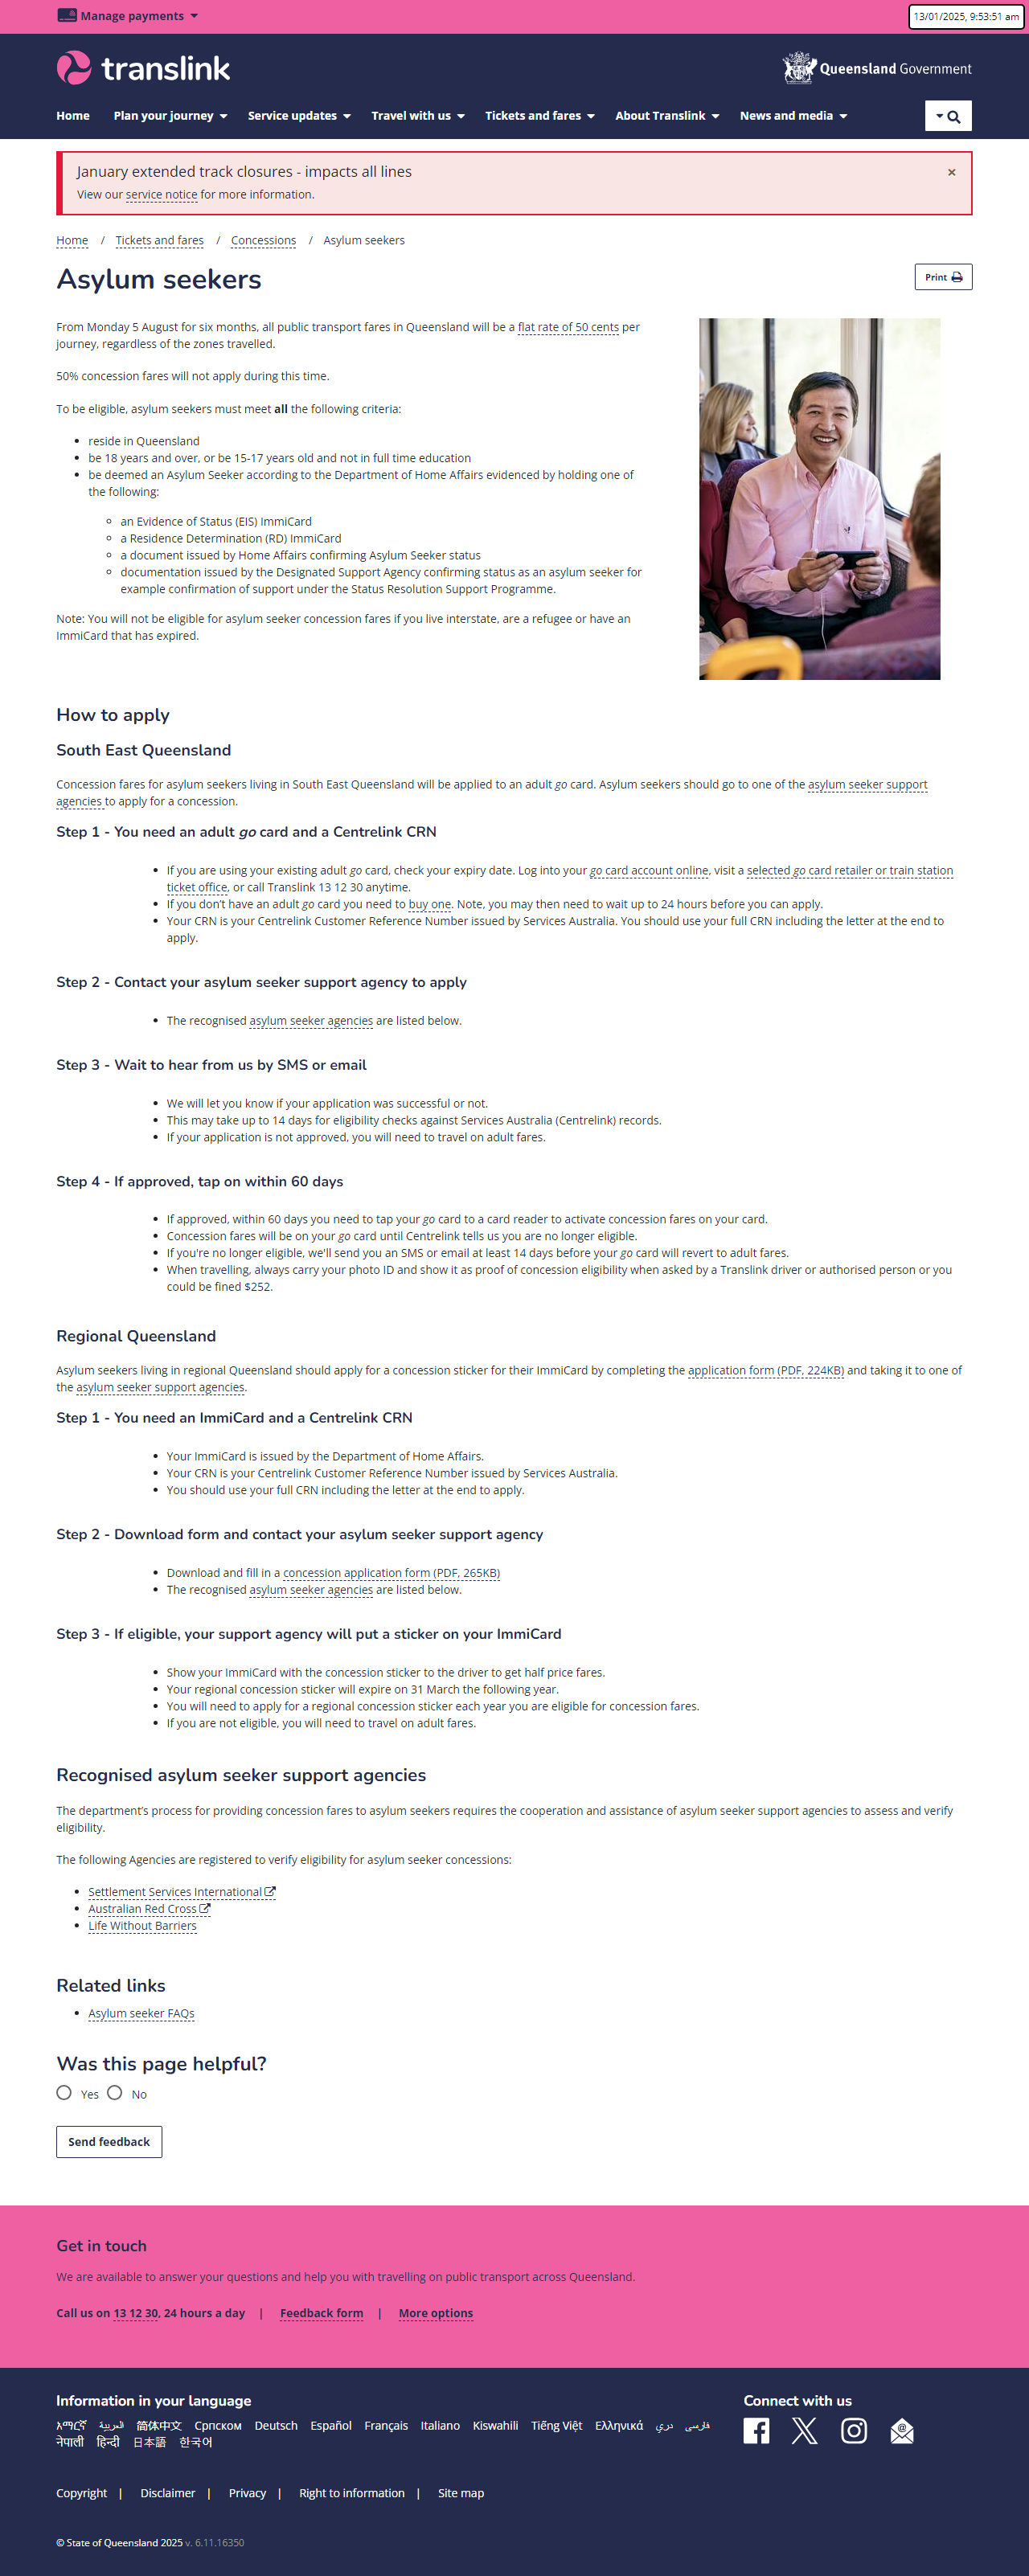 Manage payments
13/01/2025, 9:53:51 am
translink
Queensland Government
Home Plan your journey Service updates Travel with us Tickets and fares About Translink News and media
January extended track closures - impacts all lines
×
View our service notice for more information.
Home / Tickets and fares / Concessions / Asylum seekers
Asylum seekers
Print
From Monday 5 August for six months, all public transport fares in Queensland will be a flat rate of 50 cents per
journey, regardless of the zones travelled.
50% concession fares will not apply during this time.
To be eligible, asylum seekers must meet all the following criteria:
• reside in Queensland
• be 18 years and over, or be 15-17 years old and not in full time education
• be deemed an Asylum Seeker according to the Department of Home Affairs evidenced by holding one of
the following:
◦ an Evidence of Status (EIS) ImmiCard
◦ a Residence Determination (RD) ImmiCard
◦ a document issued by Home Affairs confirming Asylum Seeker status
◦ documentation issued by the Designated Support Agency confirming status as an asylum seeker for
example confirmation of support under the Status Resolution Support Programme.
Note: You will not be eligible for asylum seeker concession fares if you live interstate, are a refugee or have an
ImmiCard that has expired.
How to apply
South East Queensland
Concession fares for asylum seekers living in South East Queensland will be applied to an adult go card. Asylum seekers should go to one of the asylum seeker support
agencies to apply for a concession.
Step 1 - You need an adult go card and a Centrelink CRN
• If you are using your existing adult go card, check your expiry date. Log into your go card account online, visit a selected go card retailer or train station
ticket office, or call Translink 13 12 30 anytime.
• If you don’t have an adult go card you need to buy one. Note, you may then need to wait up to 24 hours before you can apply.
• Your CRN is your Centrelink Customer Reference Number issued by Services Australia. You should use your full CRN including the letter at the end to
apply.
Step 2 - Contact your asylum seeker support agency to apply
• The recognised asylum seeker agencies are listed below.
Step 3 - Wait to hear from us by SMS or email
• We will let you know if your application was successful or not.
• This may take up to 14 days for eligibility checks against Services Australia (Centrelink) records.
• If your application is not approved, you will need to travel on adult fares.
Step 4 - If approved, tap on within 60 days
• If approved, within 60 days you need to tap your go card to a card reader to activate concession fares on your card.
• Concession fares will be on your go card until Centrelink tells us you are no longer eligible.
• If you're no longer eligible, we'll send you an SMS or email at least 14 days before your go card will revert to adult fares.
• When travelling, always carry your photo ID and show it as proof of concession eligibility when asked by a Translink driver or authorised person or you
could be fined $252.
Regional Queensland
Asylum seekers living in regional Queensland should apply for a concession sticker for their ImmiCard by completing the application form (PDF, 224KB) and taking it to one of
the asylum seeker support agencies.
Step 1 - You need an ImmiCard and a Centrelink CRN
• Your ImmiCard is issued by the Department of Home Affairs.
• Your CRN is your Centrelink Customer Reference Number issued by Services Australia.
• You should use your full CRN including the letter at the end to apply.
Step 2 - Download form and contact your asylum seeker support agency
• Download and fill in a concession application form (PDF, 265KB)
• The recognised asylum seeker agencies are listed below.
Step 3 - If eligible, your support agency will put a sticker on your ImmiCard
• Show your ImmiCard with the concession sticker to the driver to get half price fares.
• Your regional concession sticker will expire on 31 March the following year.
• You will need to apply for a regional concession sticker each year you are eligible for concession fares.
• If you are not eligible, you will need to travel on adult fares.
Recognised asylum seeker support agencies
The department’s process for providing concession fares to asylum seekers requires the cooperation and assistance of asylum seeker support agencies to assess and verify
eligibility.
The following Agencies are registered to verify eligibility for asylum seeker concessions:
• Settlement Services International
• Australian Red Cross
• Life Without Barriers
Related links
• Asylum seeker FAQs
Was this page helpful?
Yes No
Send feedback
Get in touch
We are available to answer your questions and help you with travelling on public transport across Queensland.
Call us on 13 12 30, 24 hours a day | Feedback form | More options
Information in your language
Connect with us
አማርኛ العربية 简体中文 Српском Deutsch Español Français Italiano Kiswahili Tiếng Việt Ελληνικά دری فارسی
नेपाली हिन्दी 日本語 한국어
Copyright | Disclaimer | Privacy | Right to information | Site map
© State of Queensland 2025 v. 6.11.16350